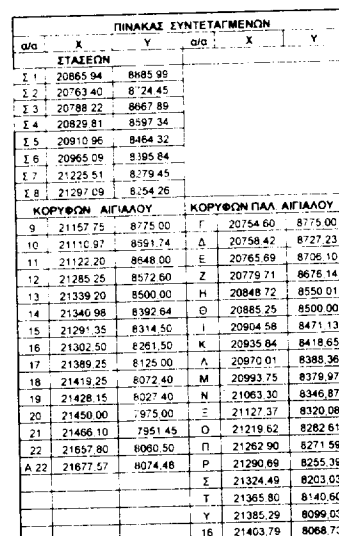 ΠΙΝΑΚΑΣ ΣΥΝΤΕΤΑΓΜΕΝΩΝ
α/α X Y α/α X Y
ΣΤΑΣΕΩΝ
Σ 1 20865.94 8885.99
Σ 2 20763.40 8724.45
Σ 3 20788.22 8667.89
Σ 4 20829.81 8597.34
Σ 5 20910.96 8464.32
Σ 6 20965.09 8395.84
Σ 7 21225.51 8279.45
Σ 8 21297.09 8254.26
ΚΟΡΥΦΩΝ ΑΙΓΙΑΛΟΥ ΚΟΡΥΦΩΝ ΠΑΛ. ΑΙΓΙΑΛΟΥ
9 21157.75 8775.00 Γ 20754.60 8775.00
10 21110.97 8691.74 Δ 20758.42 8727.23
11 21122.20 8648.00 Ε 20765.69 8706.10
12 21285.25 8572.60 Ζ 20779.71 8676.14
13 21339.20 8500.00 Η 20848.72 8550.01
14 21340.98 8392.64 Θ 20885.25 8500.00
15 21291.35 8314.50 Ι 20904.58 8471.13
16 21302.50 8261.50 Κ 20935.84 8418.65
17 21389.25 8125.00 Λ 20970.01 8388.36
18 21419.25 8072.40 Μ 20993.75 8379.97
19 21428.15 8027.40 Ν 21063.30 8346.87
20 21450.00 7975.00 Ξ 21127.37 8320.08
21 21466.10 7951.45 Ο 21219.62 8282.61
22 21657.80 8060.50 Π 21262.90 8271.59
Α 22 21677.57 8074.48 Ρ 21290.69 8255.39
Σ 21324.49 8203.03
Τ 21365.80 8140.60
Υ 21385.29 8099.03
16 21403.79 8068.73